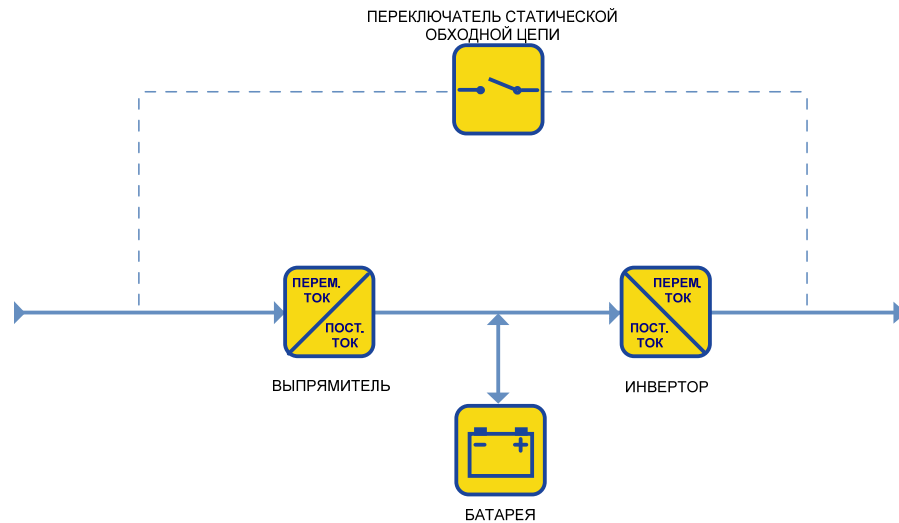 ПЕРЕКЛЮЧАТЕЛЬ СТАТИЧЕСКОЙ
ОБХОДНОЙ ЦЕПИ
ПЕРЕМ.
ТОК
ПОСТ.
ТОК
ВЫПРЯМИТЕЛЬ
ПЕРЕМ.
ТОК
ПОСТ.
ТОК
ИНВЕРТОР
БАТАРЕЯ